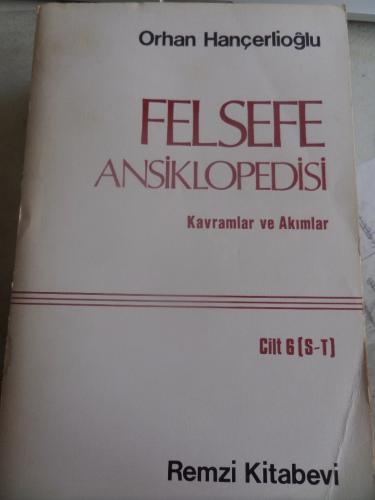 Orhan Hançerlioğlu
FELSEFE
ANSİKLOPEDİSİ
Kavramlar ve Akımlar
Cilt 6 (S-T)
Remzi Kitabevi